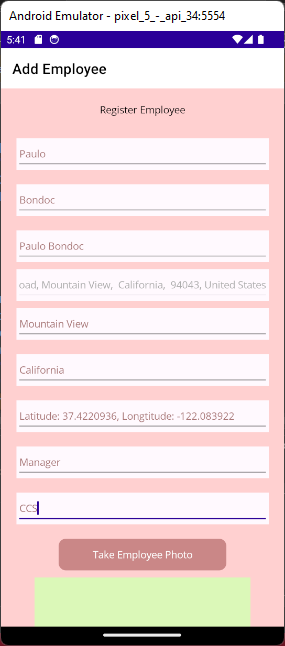 Android Emulator - pixel_5_-_api_34:5554
5:41
Add Employee
Register Employee
Paulo
Bondoc
Paulo Bondoc
oad, Mountain View,  California,  94043, United States
Mountain View
California
Latitude: 37.4220936, Longtitude: -122.083922
Manager
CCS
Take Employee Photo